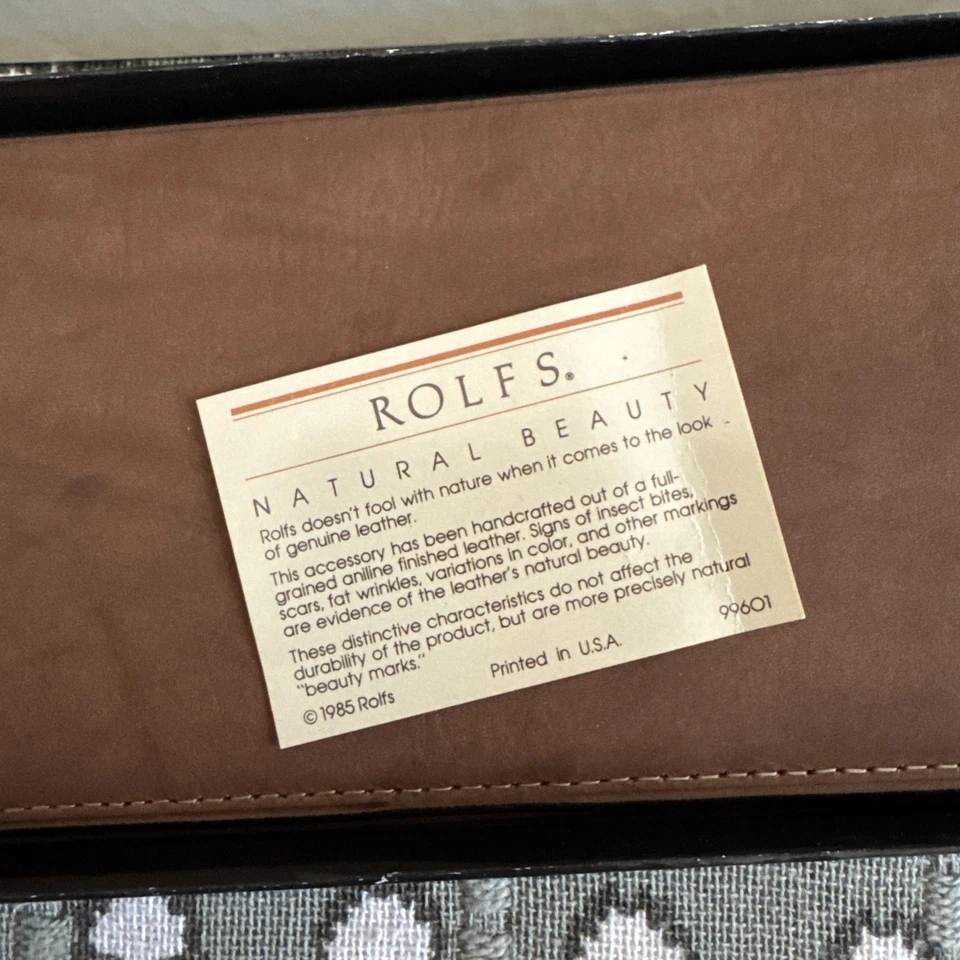 ROLFS®
NATURAL BEAUTY
Rolfs doesn't fool with nature when it comes to the look
of genuine leather.
This accessory has been handcrafted out of a full-
grained aniline finished leather. Signs of insect bites,
scars, fat wrinkles, variations in color, and other markings
are evidence of the leather's natural beauty.
These distinctive characteristics do not affect the
durability of the product, but are more precisely natural
"beauty marks."
© 1985 Rolfs Printed in U.S.A. 99601